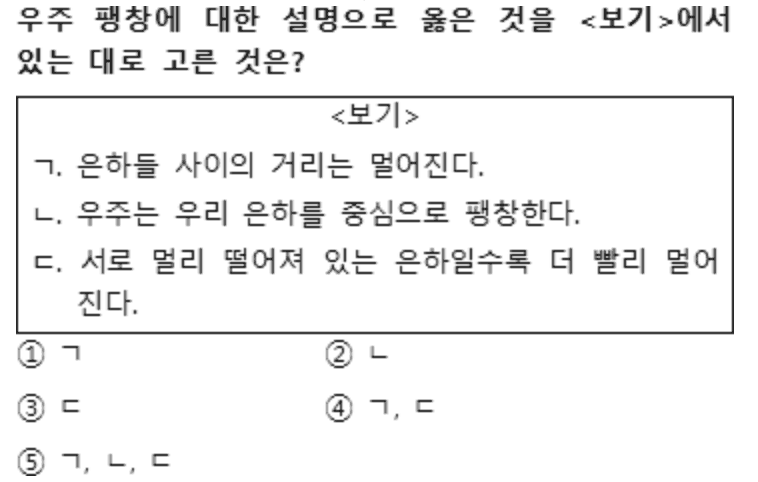 우주 팽창에 대한 설명으로 옳은 것을 <보기>에서
있는 대로 고른 것은?
<보기>
ㄱ. 은하들 사이의 거리는 멀어진다.
ㄴ. 우주는 우리 은하를 중심으로 팽창한다.
ㄷ. 서로 멀리 떨어져 있는 은하일수록 더 빨리 멀어
진다.
① ㄱ ② ㄴ
③ ㄷ ④ ㄱ, ㄷ
⑤ ㄱ, ㄴ, ㄷ